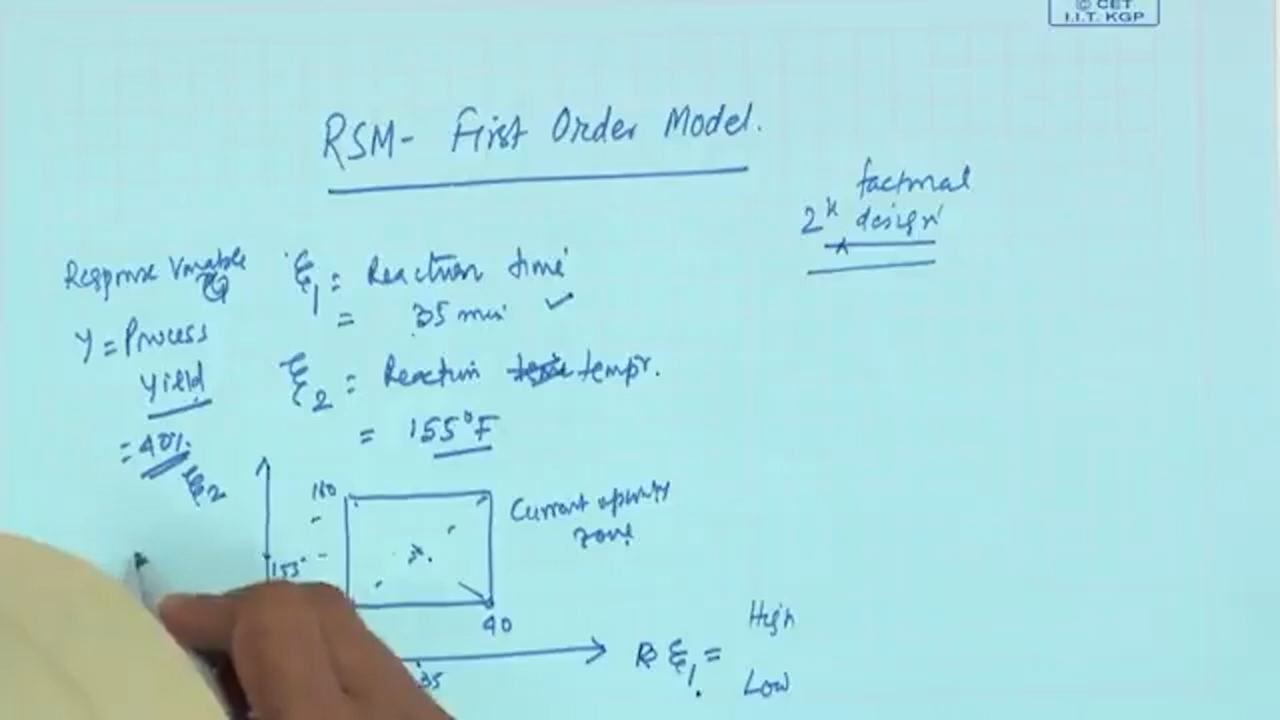 © CET
I.I.T. KGP
RSM- First Order Model.
2^k factorial
design
Response Variable
ξ1 = Reaction time
= 35 min ✓
Y = Process
Yield
= 40%
ξ2 = Reaction tempr.
= 155°F
ξ2
160
Current operating
zone
155°
40
35
ξ1 =
High
Low